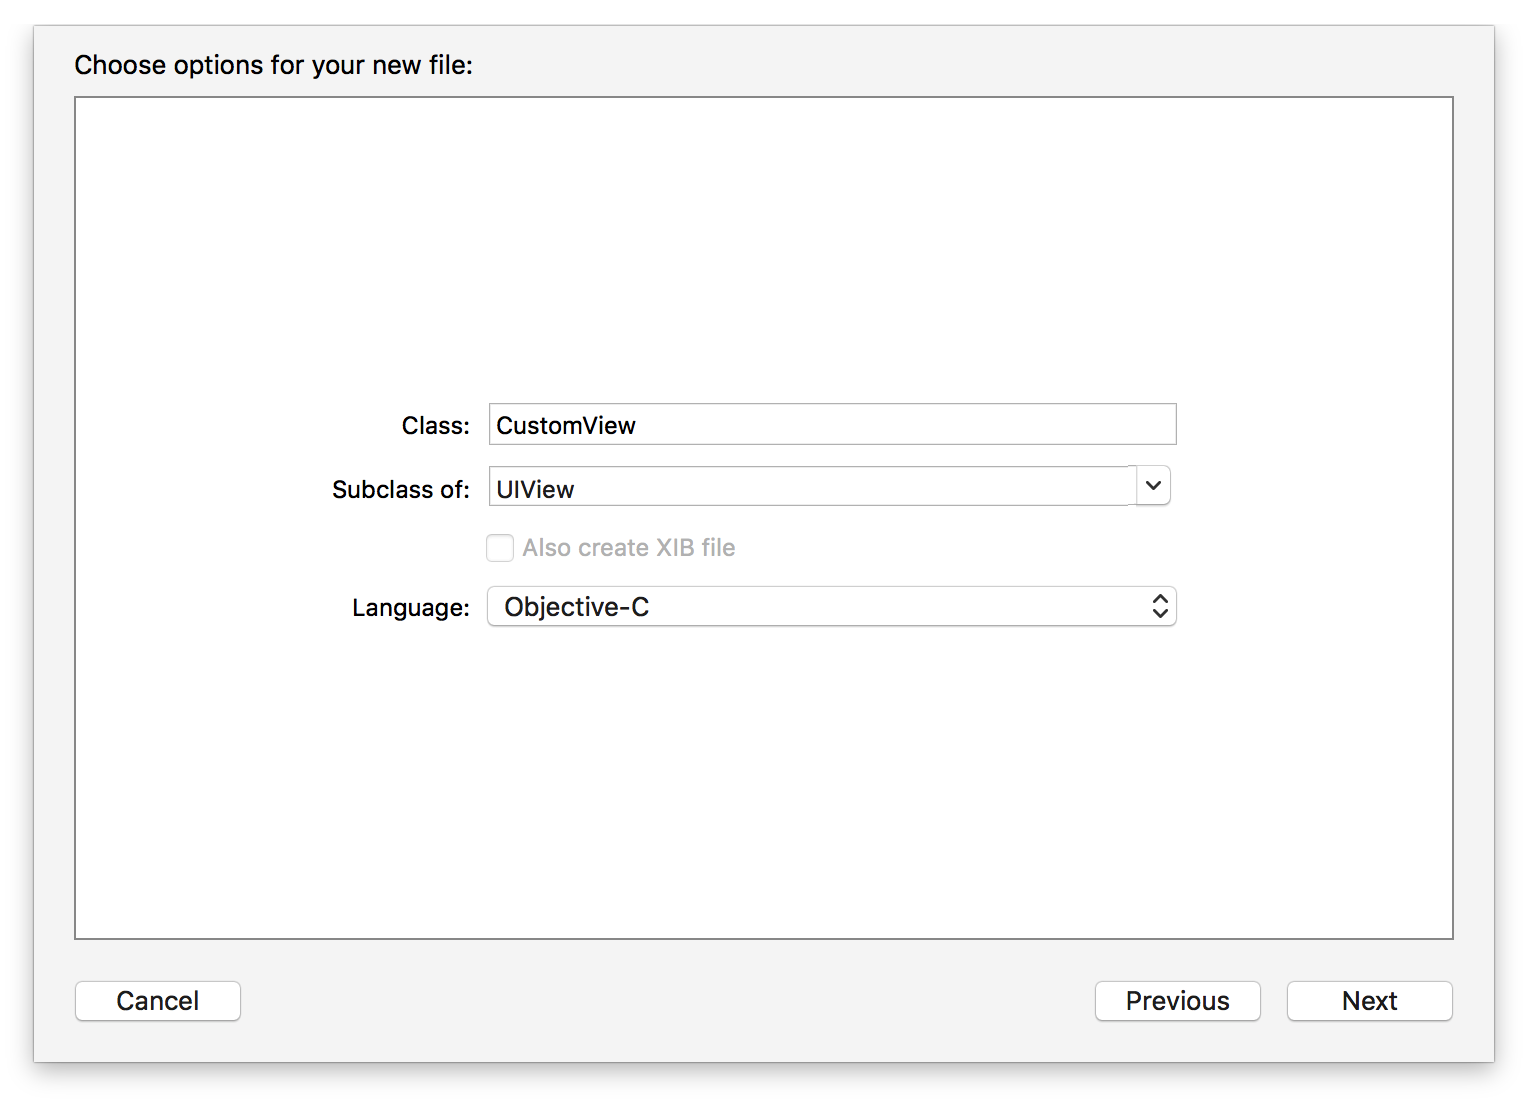 Choose options for your new file:
Class: CustomView
Subclass of: UIView
Also create XIB file
Language: Objective-C
Cancel Previous Next